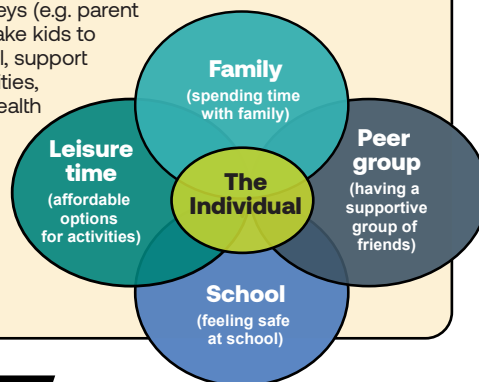 eys (e.g. parent
ake kids to
l, support
ities,
ealth
Family
(spending time
with family)
Leisure
time
(affordable
options
for activities)
The
Individual
Peer
group
(having a
supportive
group of
friends)
School
(feeling safe
at school)